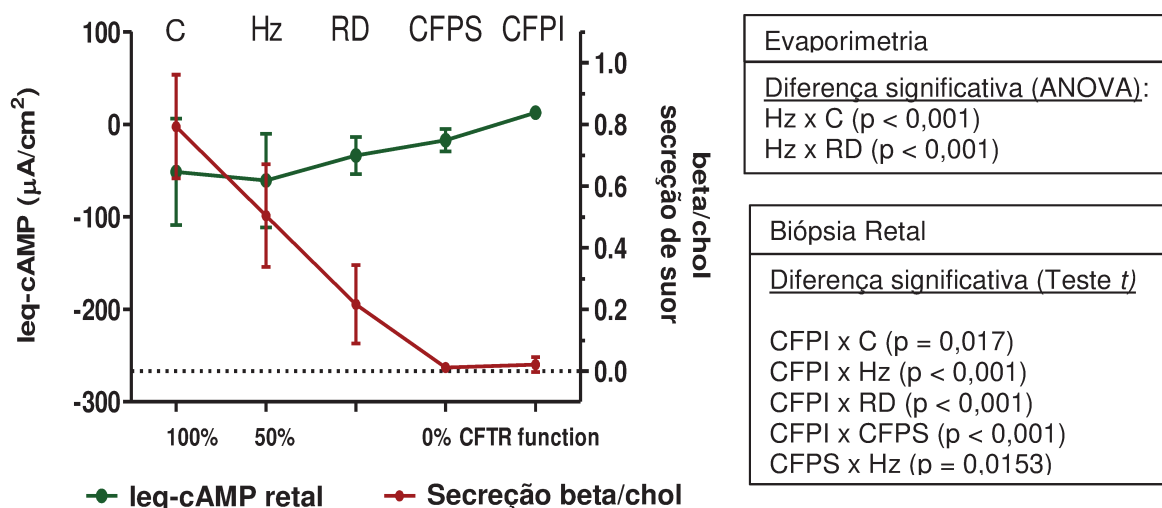 C Hz RD CFPS CFPI
100
0
-100
-200
-300
Ieq-cAMP (µA/cm²)
1.0
0.8
0.6
0.4
0.2
0.0
beta/chol
secreção de suor
100% 50% 0% CFTR function
Ieq-cAMP retal Secreção beta/chol
Evaporimetria
Diferença significativa (ANOVA):
Hz x C (p < 0,001)
Hz x RD (p < 0,001)
Biópsia Retal
Diferença significativa (Teste t)
CFPI x C (p = 0,017)
CFPI x Hz (p < 0,001)
CFPI x RD (p < 0,001)
CFPI x CFPS (p < 0,001)
CFPS x Hz (p = 0,0153)